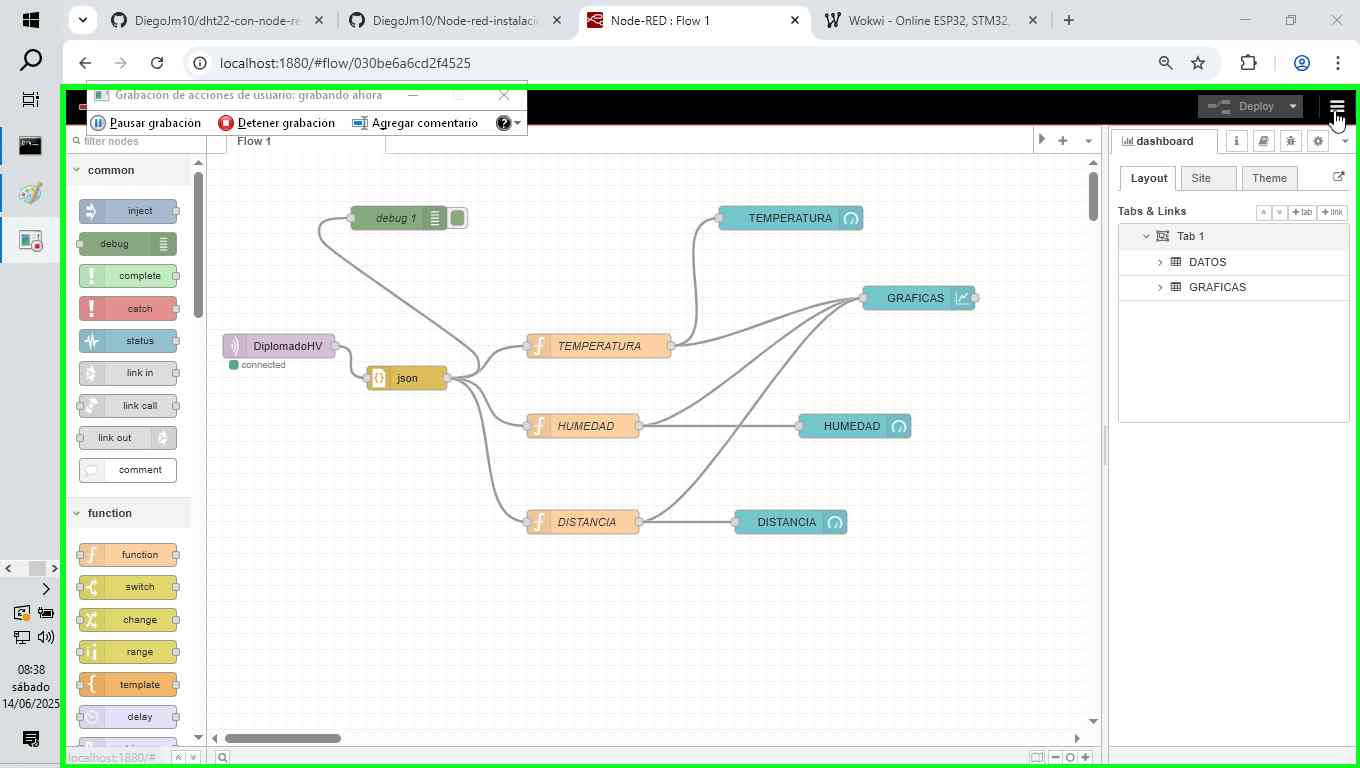 DiegoJm10/dht22-con-node-re
DiegoJm10/Node-red-instalaci
Node-RED : Flow 1
Wokwi - Online ESP32, STM32,
localhost:1880/#flow/030be6a6cd2f4525
Grabación de acciones de usuario: grabando ahora
Pausar grabación
Detener grabación
Agregar comentario
Deploy
filter nodes
Flow 1
dashboard
common
inject
debug
complete
catch
status
link in
link call
link out
comment
function
function
switch
change
range
template
delay
debug 1
TEMPERATURA
GRAFICAS
DiplomadoHV
connected
json
TEMPERATURA
HUMEDAD
HUMEDAD
DISTANCIA
DISTANCIA
Layout
Site
Theme
Tabs & Links
tab
link
Tab 1
DATOS
GRAFICAS
08:38
sábado
14/06/2025
localhost:1880/#